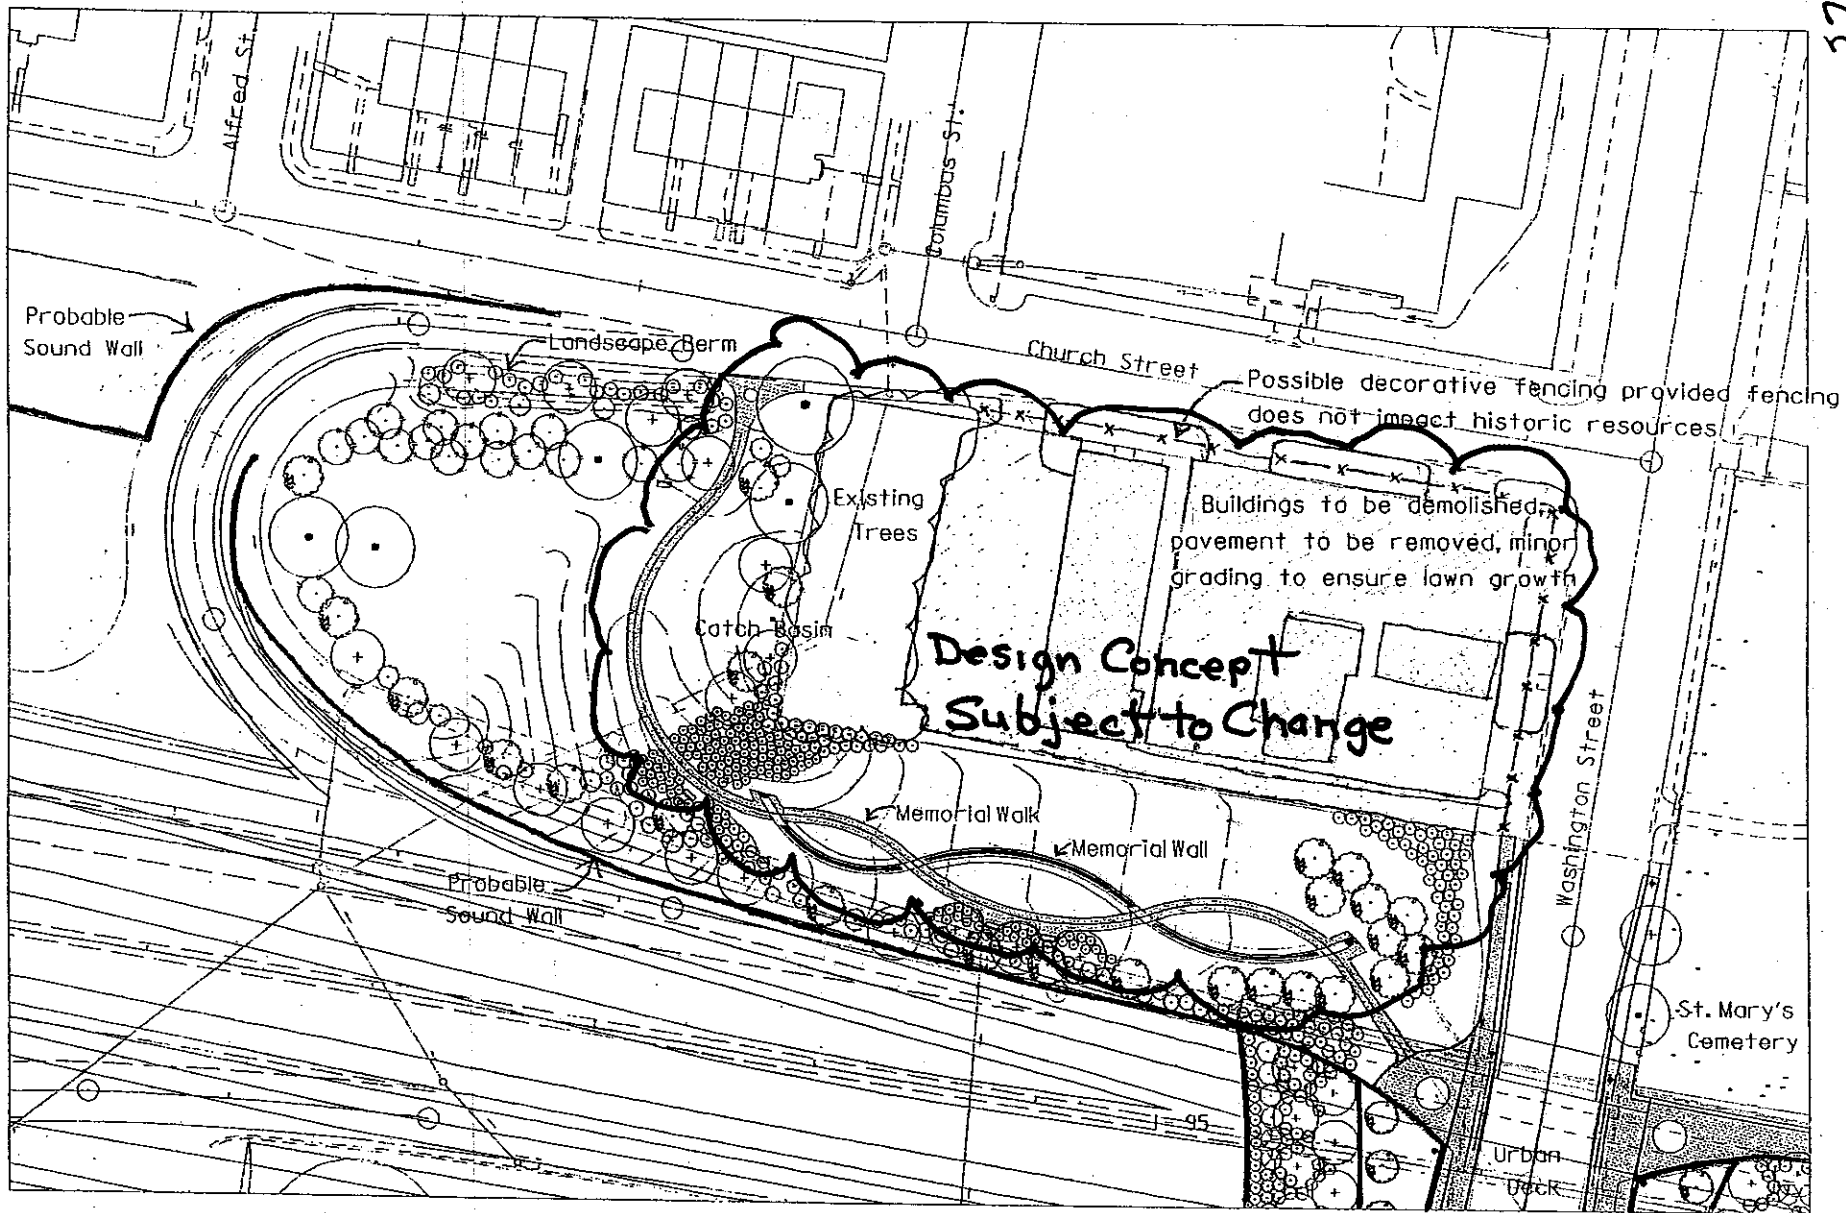 57
Alfred St.
Columbus St.
Probable
Sound Wall
Landscape Berm
Church Street
Possible decorative fencing provided fencing
does not impact historic resources
Existing
Trees
Buildings to be demolished,
pavement to be removed, minor
grading to ensure lawn growth
Catch Basin
Design Concept
Subject to Change
Washington Street
Memorial Walk
Memorial Wall
Probable
Sound Wall
St. Mary's
Cemetery
I-95
Urban
Deck